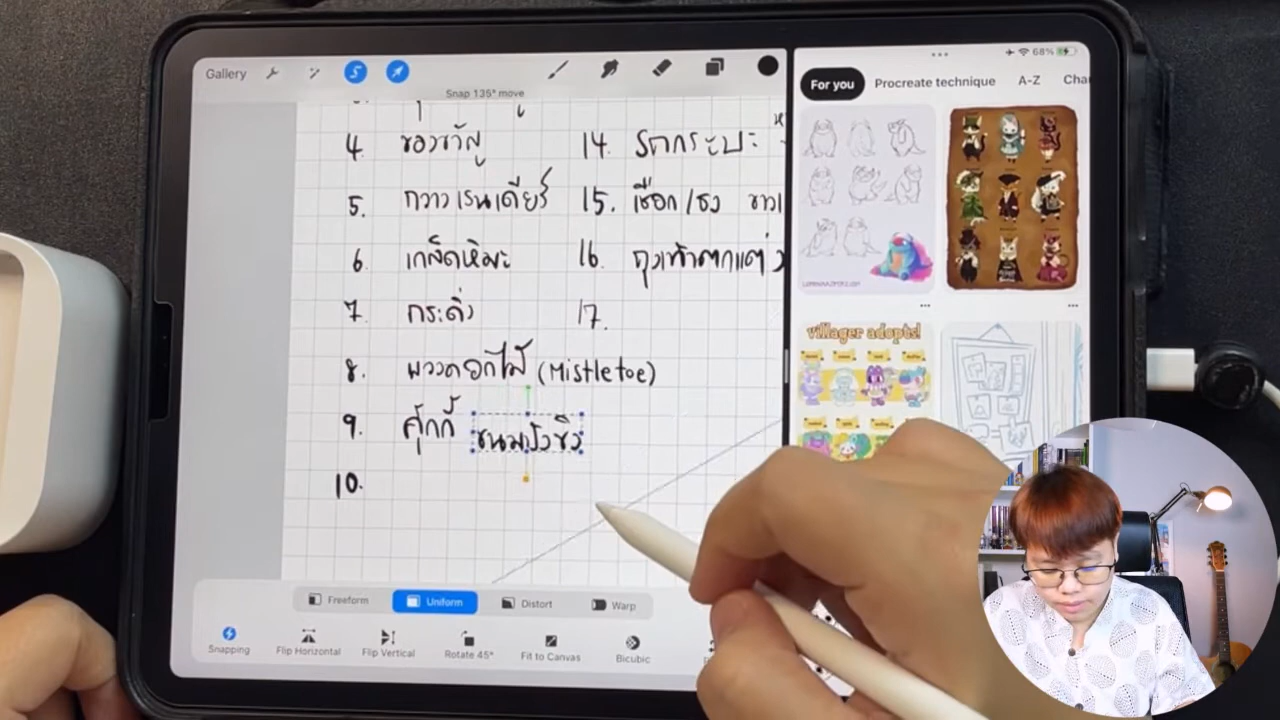 Gallery
Snap 135° move
68%
For you
Procreate technique
A-Z
Cha
4. ของขวัญ
14. รถกระบะ
5. กวางเรนเดียร์
15. เชือก/ธง
6. เกล็ดหิมะ
16.
7. กระดิ่ง
17.
8. พวงดอกไม้ (Mistletoe)
villager adopts!
9. คุ้กกี้ ขนมปังขิง
10.
Freeform
Uniform
Distort
Warp
Snapping
Flip Horizontal
Flip Vertical
Rotate 45°
Fit to Canvas
Bicubic